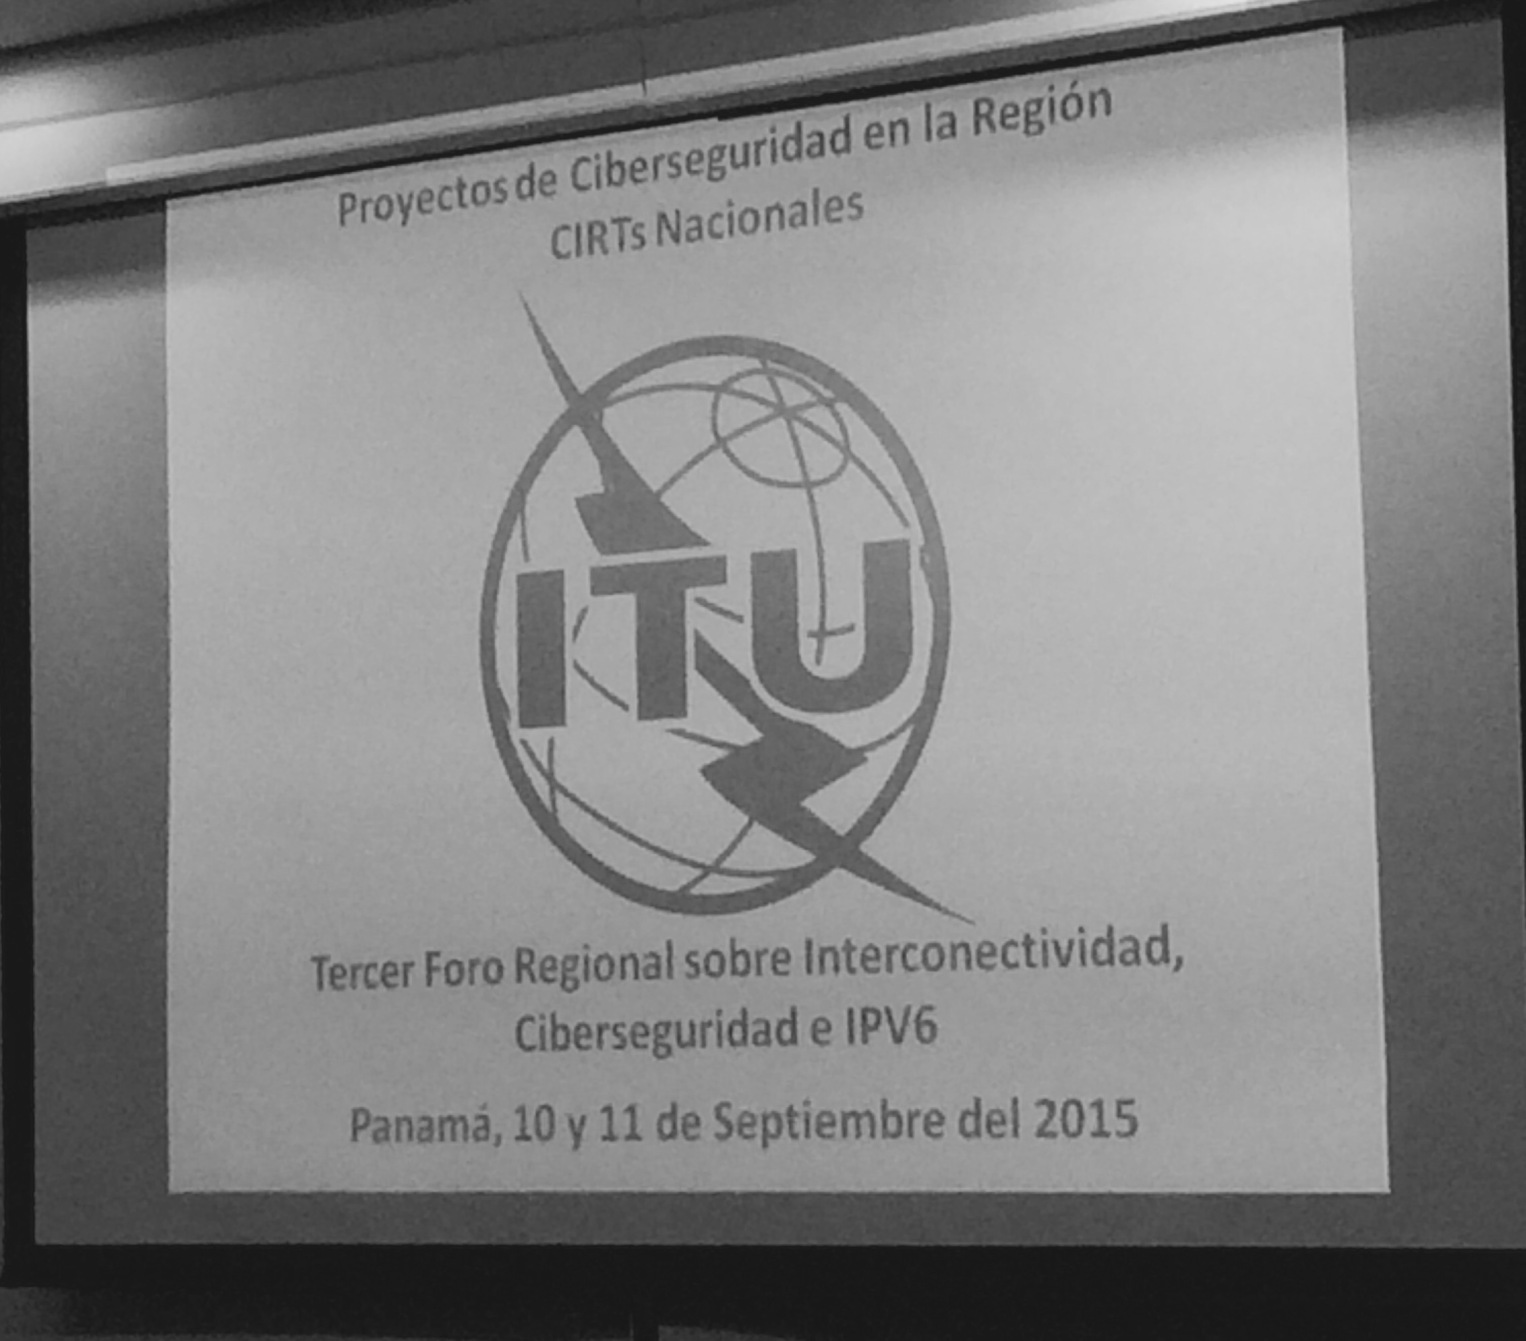 Proyectos de Ciberseguridad en la Región
CIRTs Nacionales
ITU
Tercer Foro Regional sobre Interconectividad,
Ciberseguridad e IPV6
Panamá, 10 y 11 de Septiembre del 2015